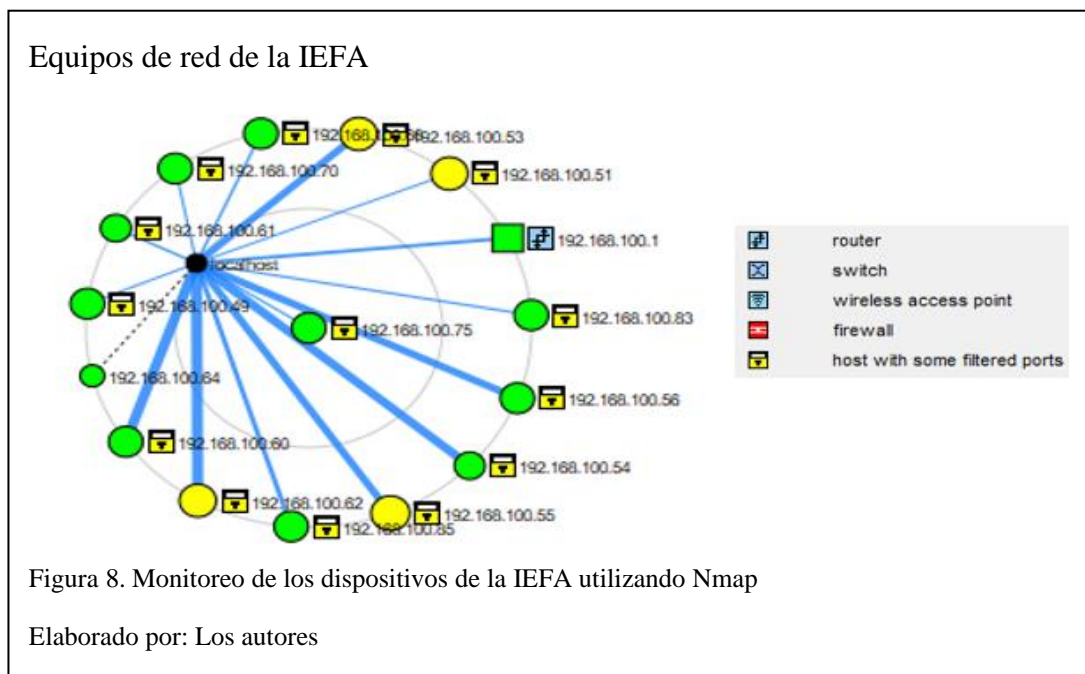 Equipos de red de la IEFA
192.168.100.53
192.168.100.70
192.168.100.51
192.168.100.61
192.168.100.1
localhost
192.168.100.49
192.168.100.75
192.168.100.83
192.168.100.64
192.168.100.56
192.168.100.60
192.168.100.54
192.168.100.62
192.168.100.55
192.168.100.85
router
switch
wireless access point
firewall
host with some filtered ports
Figura 8. Monitoreo de los dispositivos de la IEFA utilizando Nmap
Elaborado por: Los autores